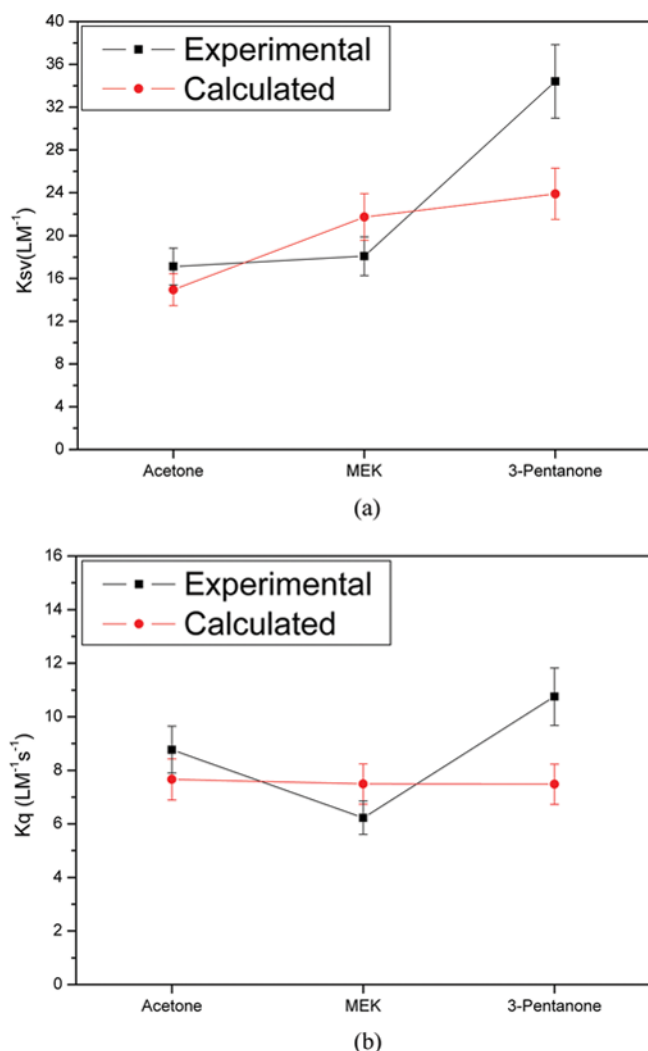 40
36
32
28
24
20
16
12
8
4
0
Ksv(LM⁻¹)
Experimental
Calculated
Acetone MEK 3-Pentanone
(a)
16
14
12
10
8
6
4
2
0
Kq (LM⁻¹s⁻¹)
Experimental
Calculated
Acetone MEK 3-Pentanone
(b)